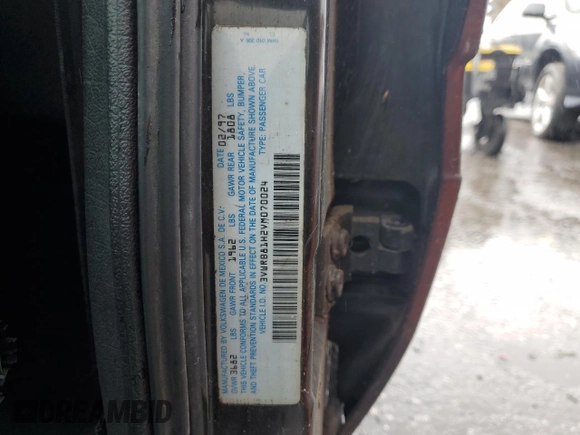 MANUFACTURED BY VOLKSWAGEN DE MEXICO S.A. DE C.V. DATE 02/97
GVWR 3682 LBS GAWR FRONT 1962 LBS GAWR REAR 1808 LBS
THIS VEHICLE CONFORMS TO ALL APPLICABLE U.S. FEDERAL MOTOR VEHICLE SAFETY, BUMPER,
AND THEFT PREVENTION STANDARDS IN EFFECT ON THE DATE OF MANUFACTURE SHOWN ABOVE
VEHICLE I.D. NO. 3VWRB81H2VM070024 TYPE: PASSENGER CAR
DREAMBID